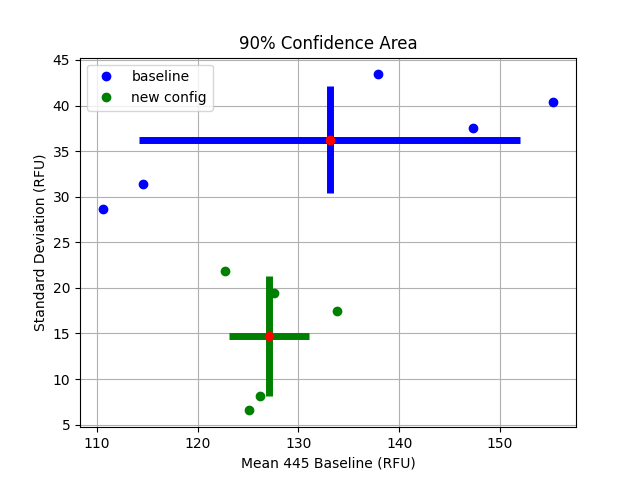 90% Confidence Area
baseline
new config
45
40
35
30
25
20
15
10
5
Standard Deviation (RFU)
110 120 130 140 150
Mean 445 Baseline (RFU)